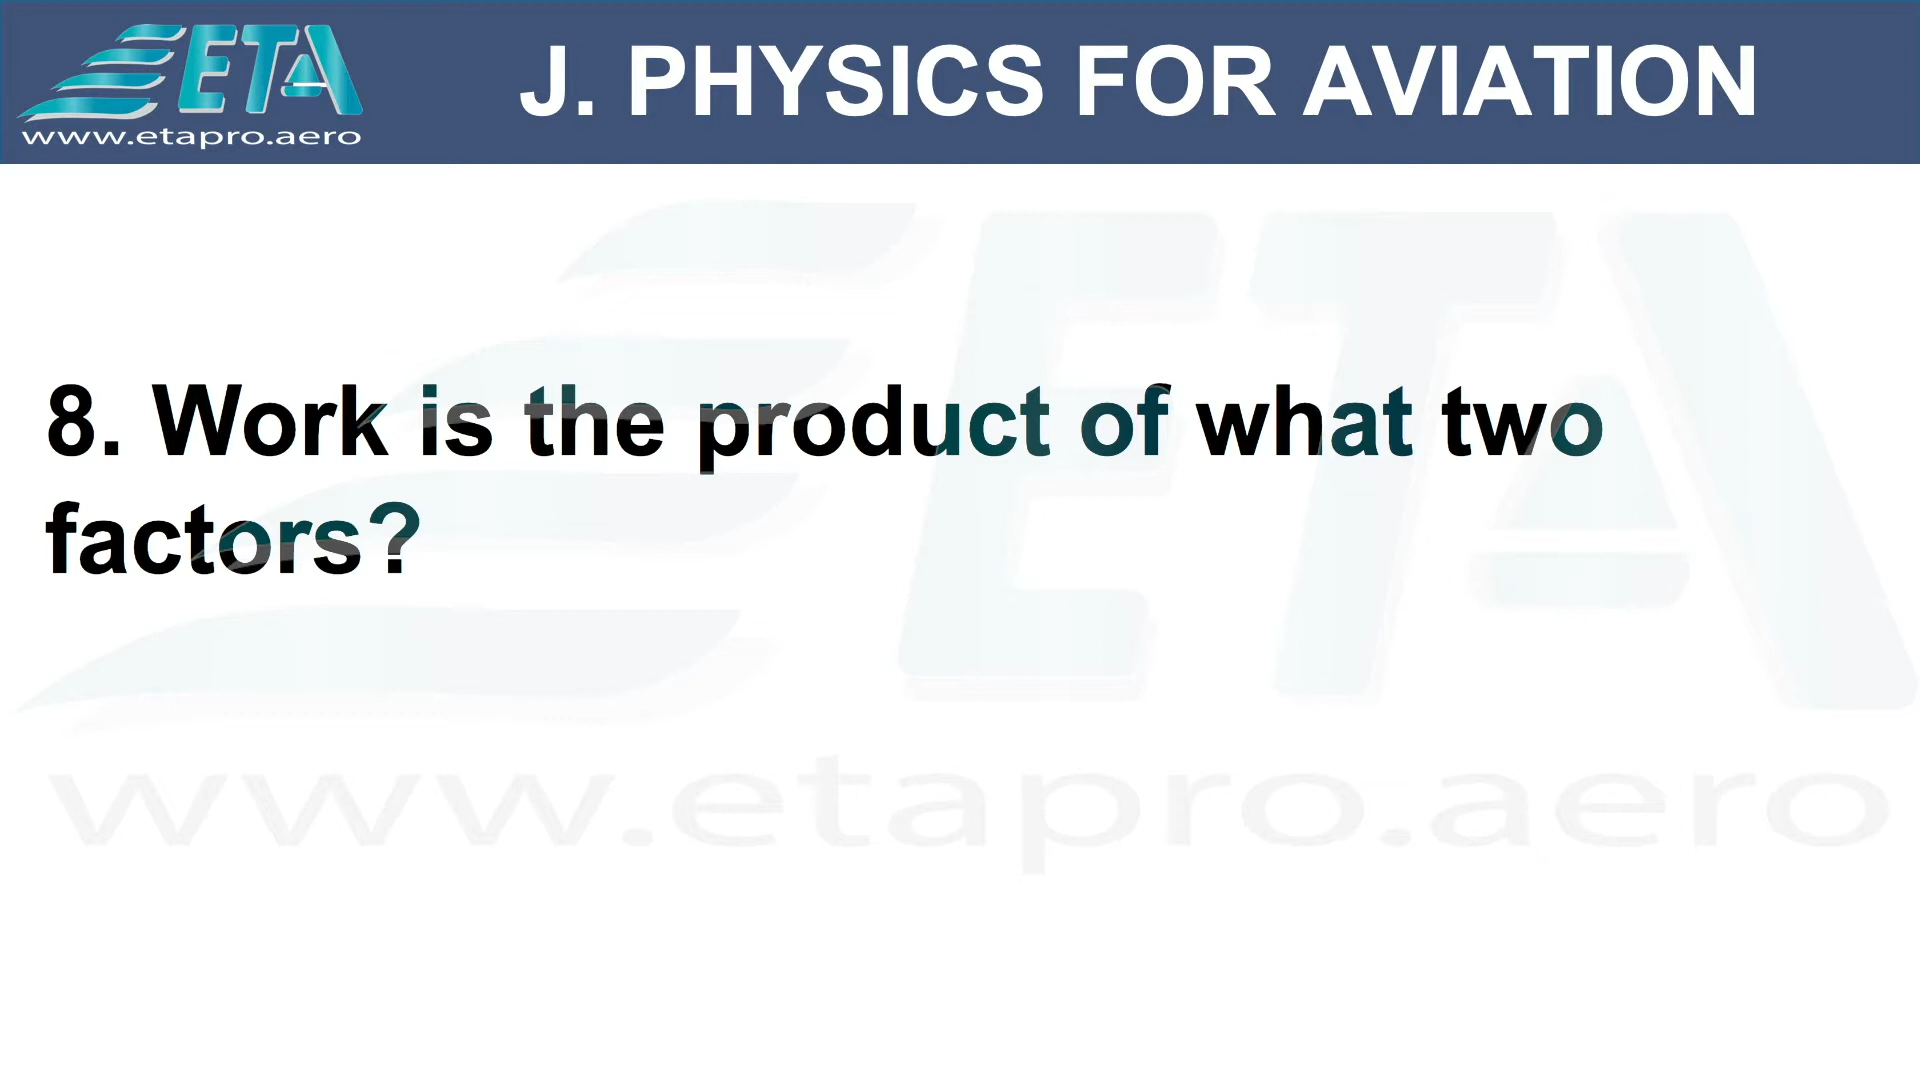 ETA
www.etapro.aero
J. PHYSICS FOR AVIATION
8. Work is the product of what two
factors?
ETA
www.etapro.aero